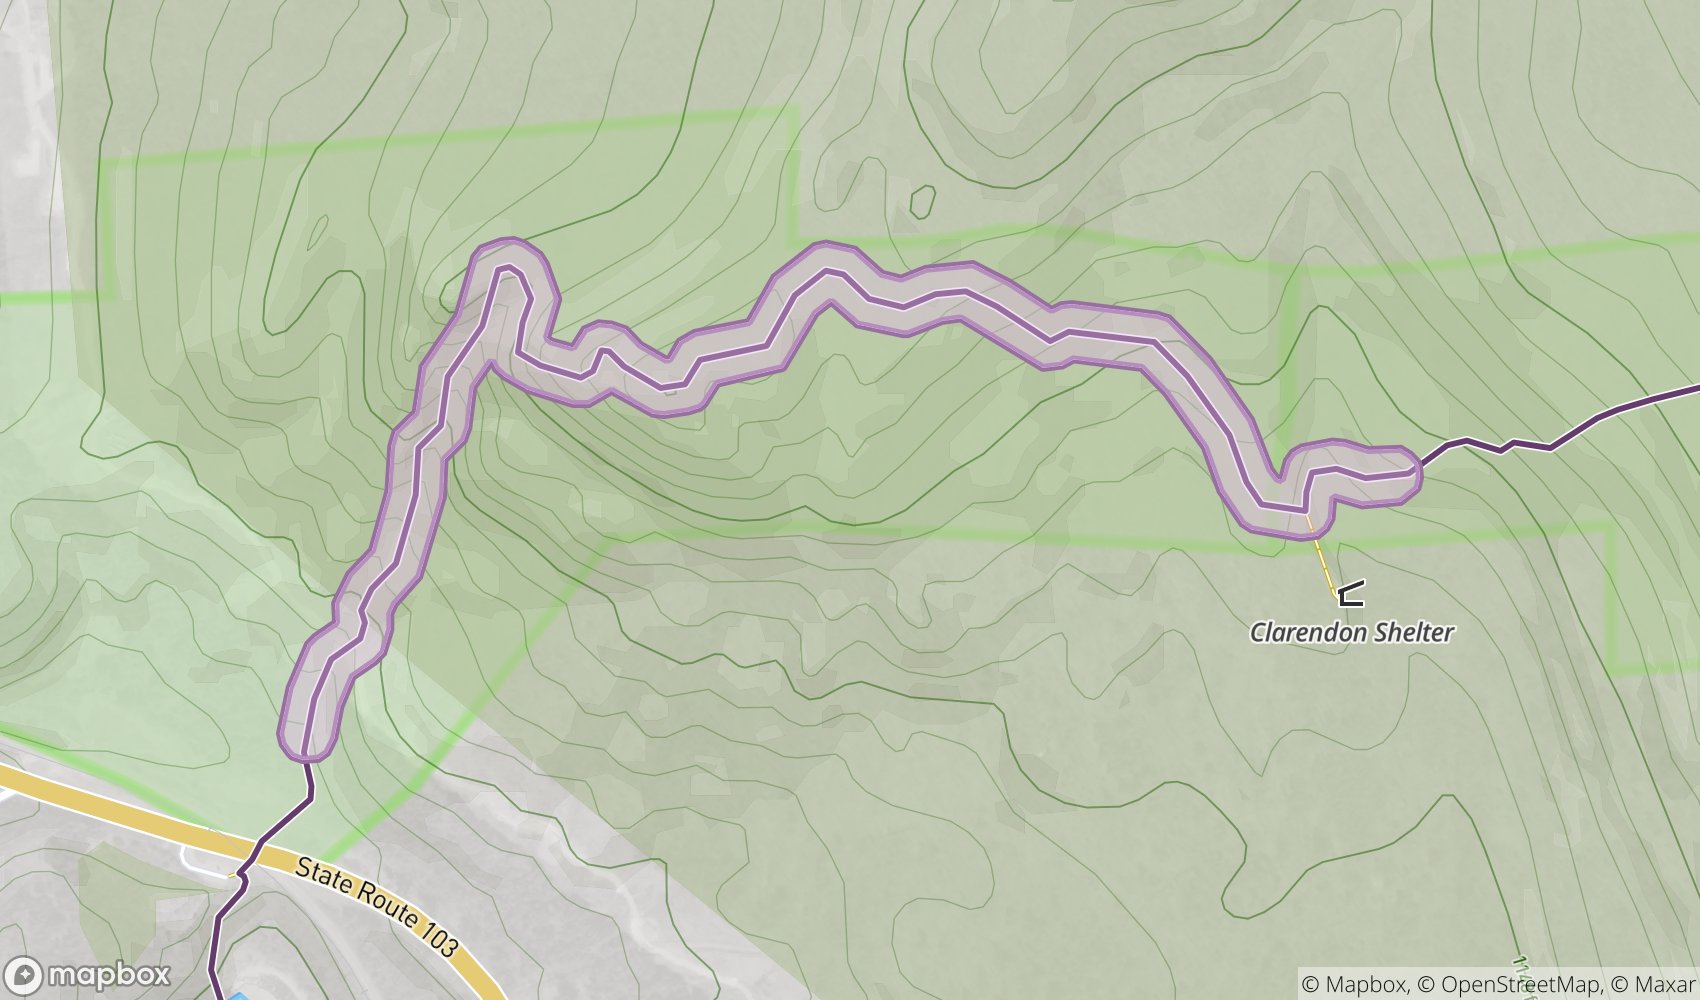 Clarendon Shelter
State Route 103
mapbox
© Mapbox, © OpenStreetMap, © Maxar